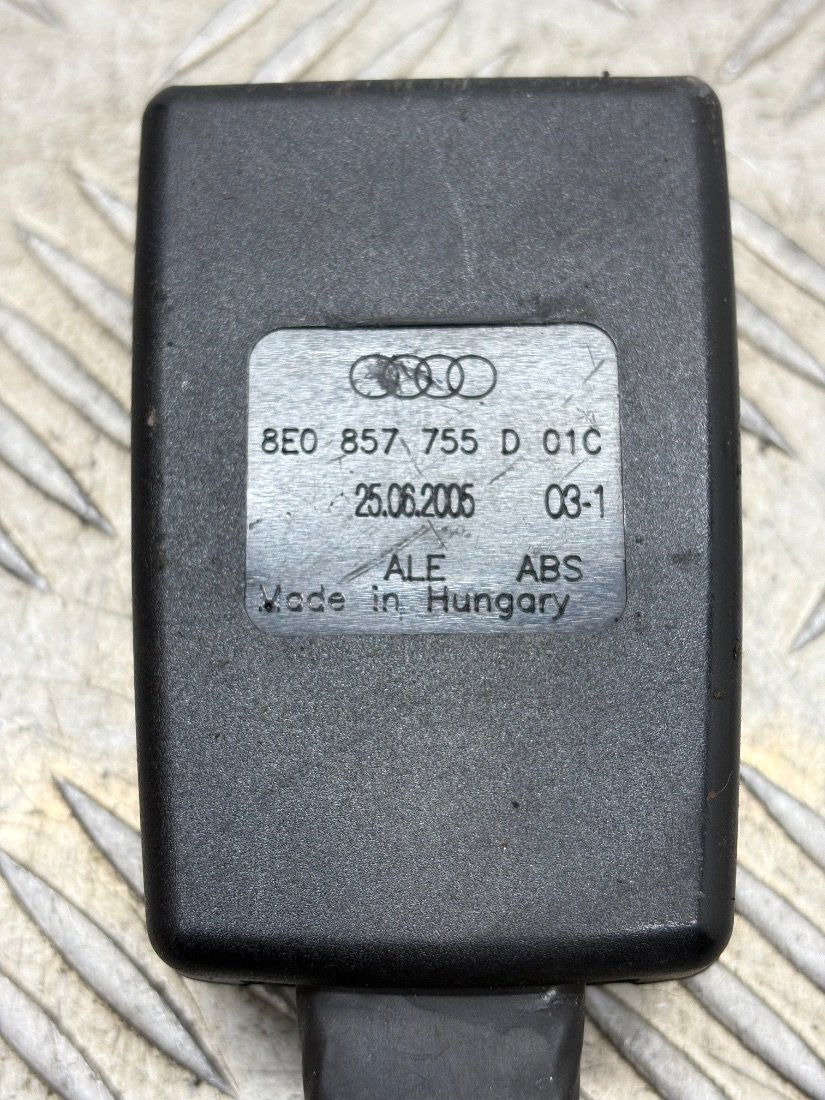 8E0 857 755 D 01C
25.06.2005 03-1
ALE ABS
Made in Hungary